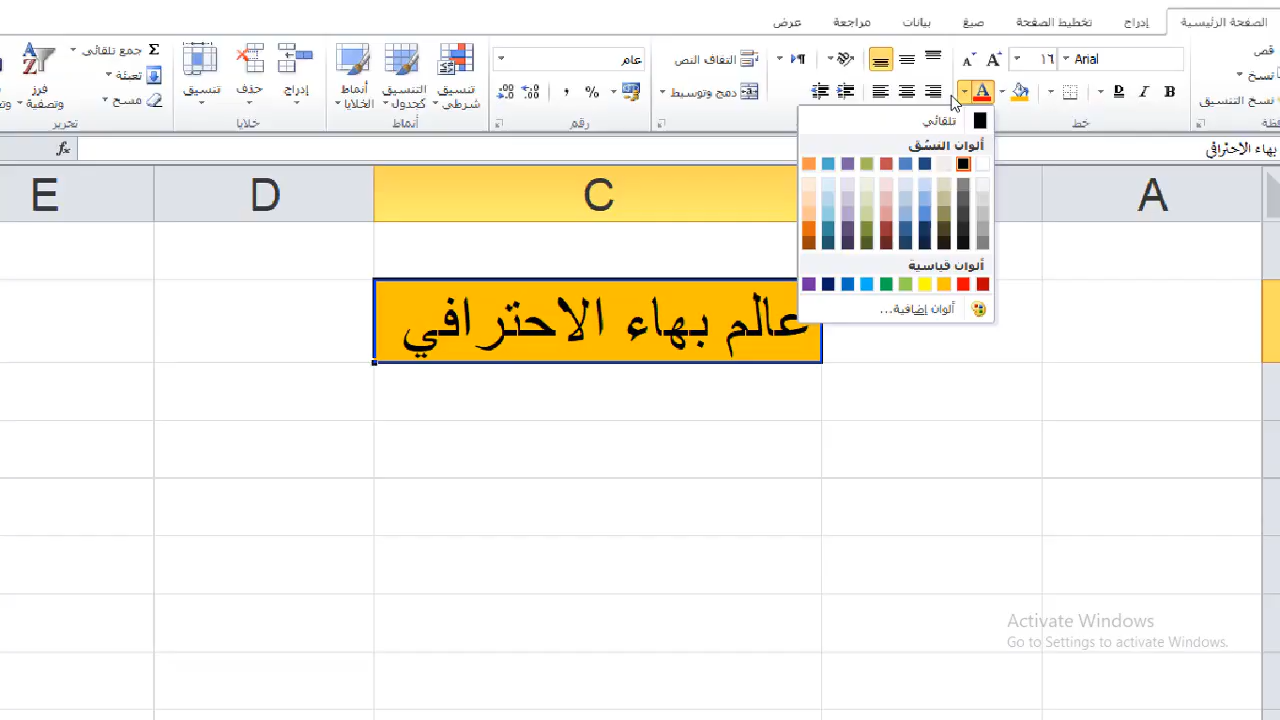 الصفحة الرئيسية إدراج تخطيط الصفحة صيغ بيانات مراجعة عرض
قص
نسخ
نسخ التنسيق
Arial ١٦
B I D A
خط
التفاف النص
دمج وتوسيط
عام
% ,
رقم
تنسيق شرطي
التنسيق كجدول
أنماط الخلايا
أنماط
إدراج
حذف
تنسيق
خلايا
Σ جمع تلقائي
تعبئة
مسح
فرز وتصفية
تحرير
بهاء الاحترافي
fx
تلقائي
ألوان النسُق
ألوان قياسية
ألوان إضافية...
A C D E
عالم بهاء الاحترافي
Activate Windows
Go to Settings to activate Windows.